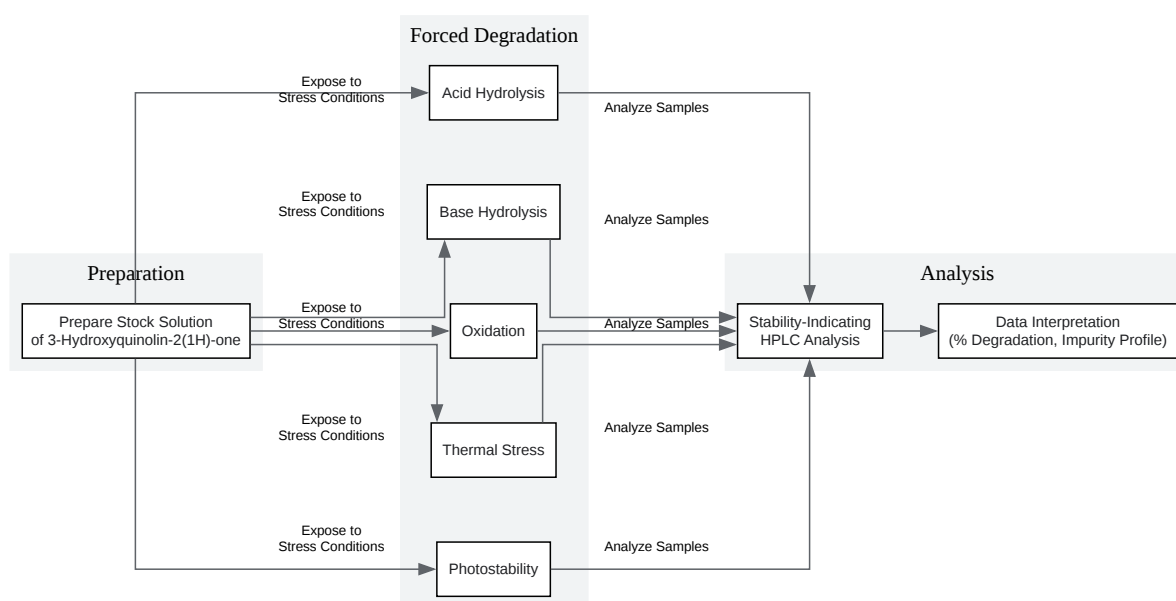 Forced Degradation
Expose to
Stress Conditions
Acid Hydrolysis
Analyze Samples
Expose to
Stress Conditions
Base Hydrolysis
Analyze Samples
Preparation
Analysis
Prepare Stock Solution
of 3-Hydroxyquinolin-2(1H)-one
Expose to
Stress Conditions
Oxidation
Analyze Samples
Stability-Indicating
HPLC Analysis
Data Interpretation
(% Degradation, Impurity Profile)
Expose to
Stress Conditions
Thermal Stress
Analyze Samples
Expose to
Stress Conditions
Photostability
Analyze Samples